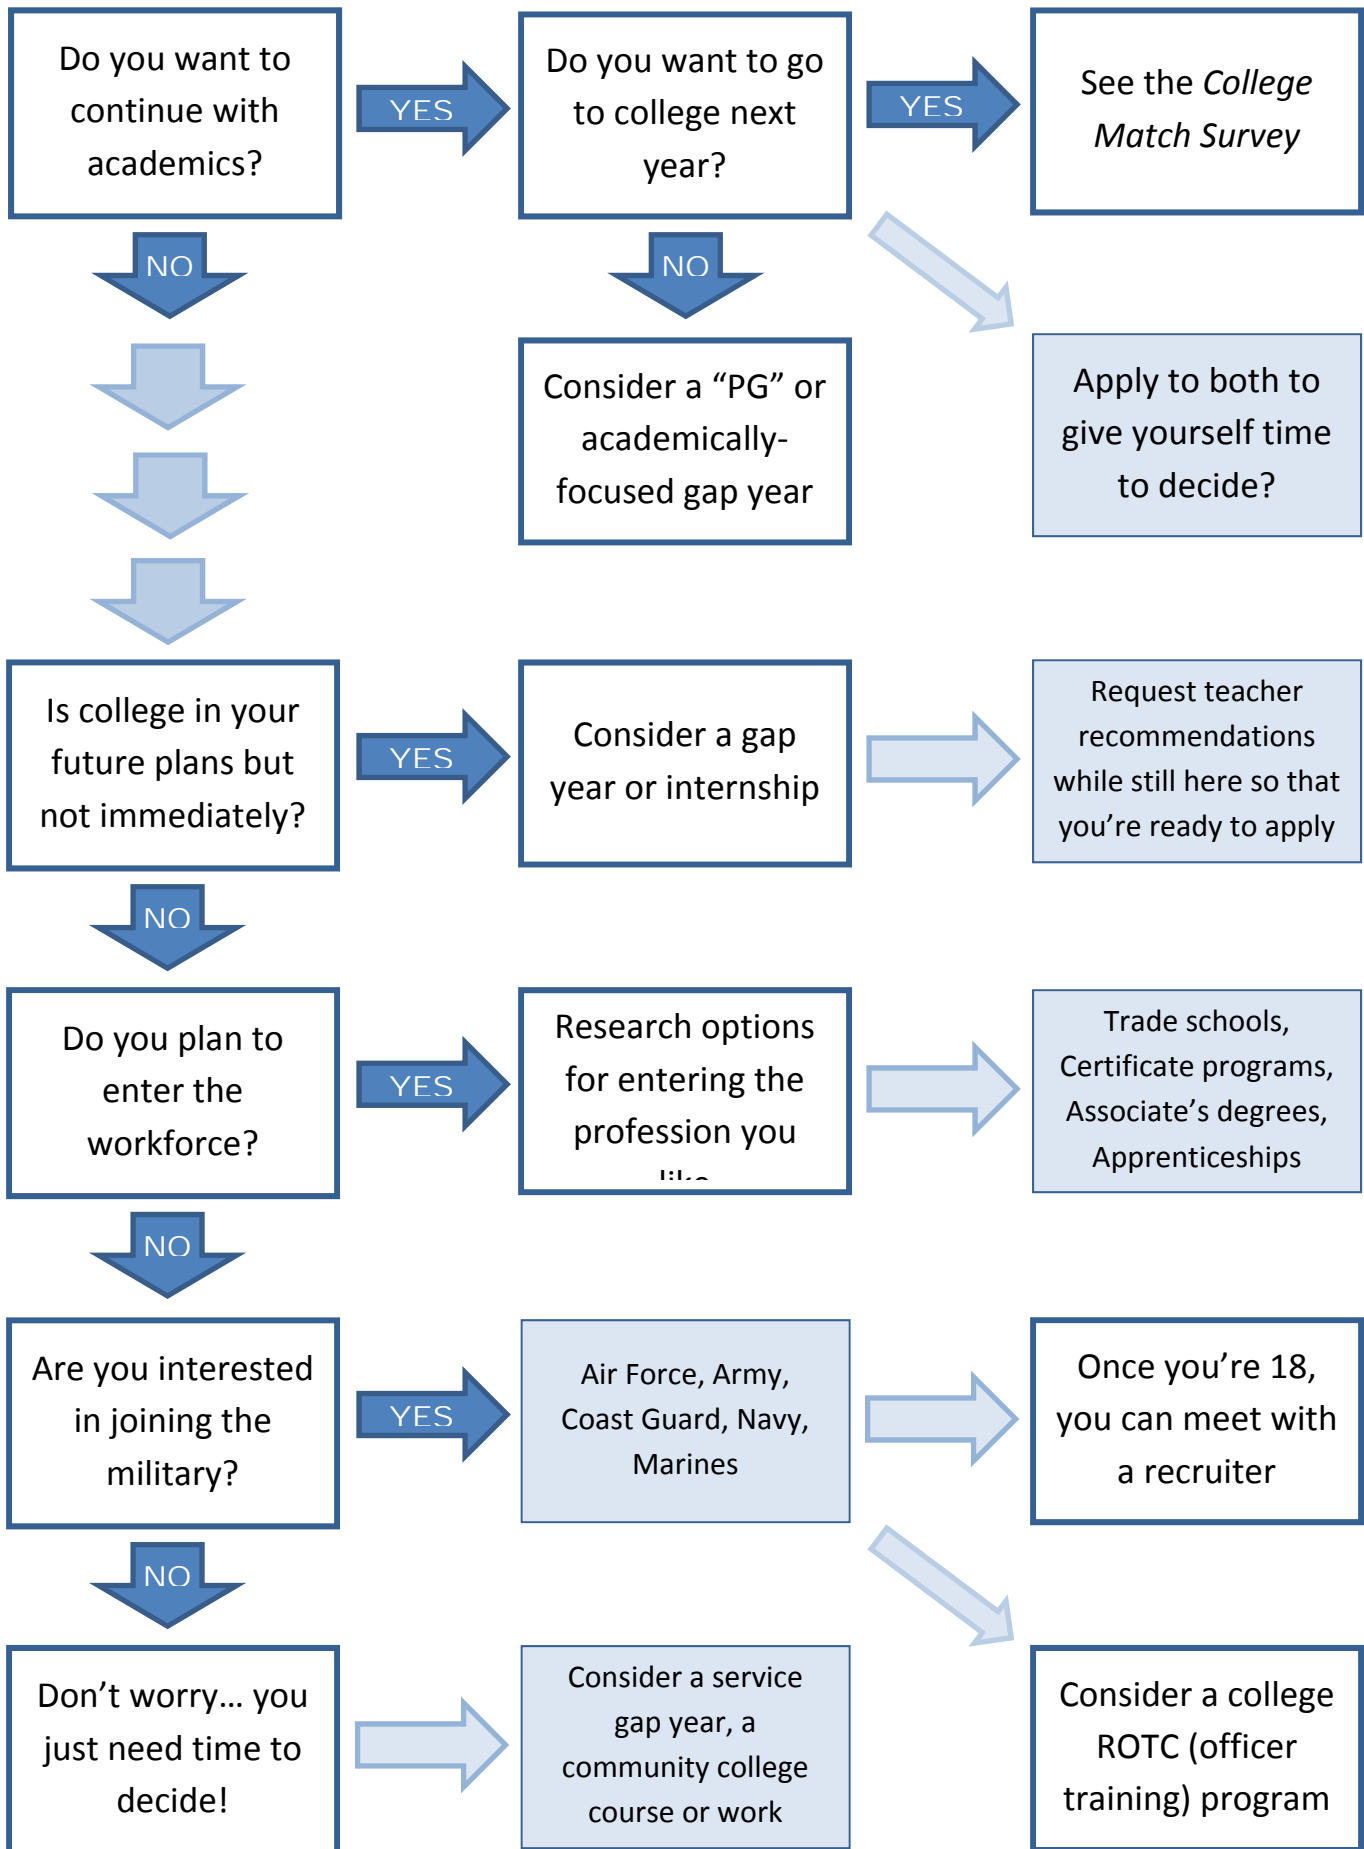 Do you want to
continue with
academics?
YES
Do you want to go
to college next
year?
YES
See the College
Match Survey
NO
NO
Consider a “PG” or
academically-
focused gap year
Apply to both to
give yourself time
to decide?
Is college in your
future plans but
not immediately?
YES
Consider a gap
year or internship
Request teacher
recommendations
while still here so that
you’re ready to apply
NO
Do you plan to
enter the
workforce?
YES
Research options
for entering the
profession you
like
Trade schools,
Certificate programs,
Associate’s degrees,
Apprenticeships
NO
Are you interested
in joining the
military?
YES
Air Force, Army,
Coast Guard, Navy,
Marines
Once you’re 18,
you can meet with
a recruiter
NO
Don’t worry… you
just need time to
decide!
Consider a service
gap year, a
community college
course or work
Consider a college
ROTC (officer
training) program